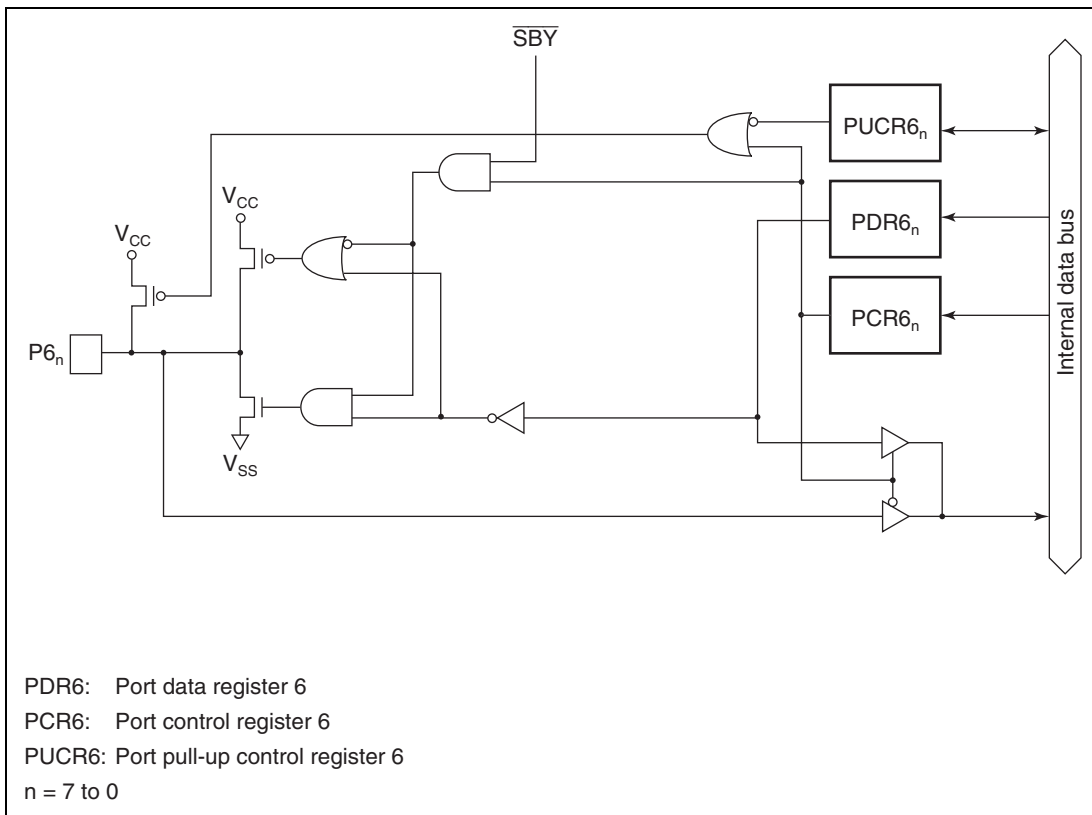 SBY
PUCR6n
VCC
PDR6n
VCC
PCR6n
P6n
Internal data bus
VSS
PDR6: Port data register 6
PCR6: Port control register 6
PUCR6: Port pull-up control register 6
n = 7 to 0